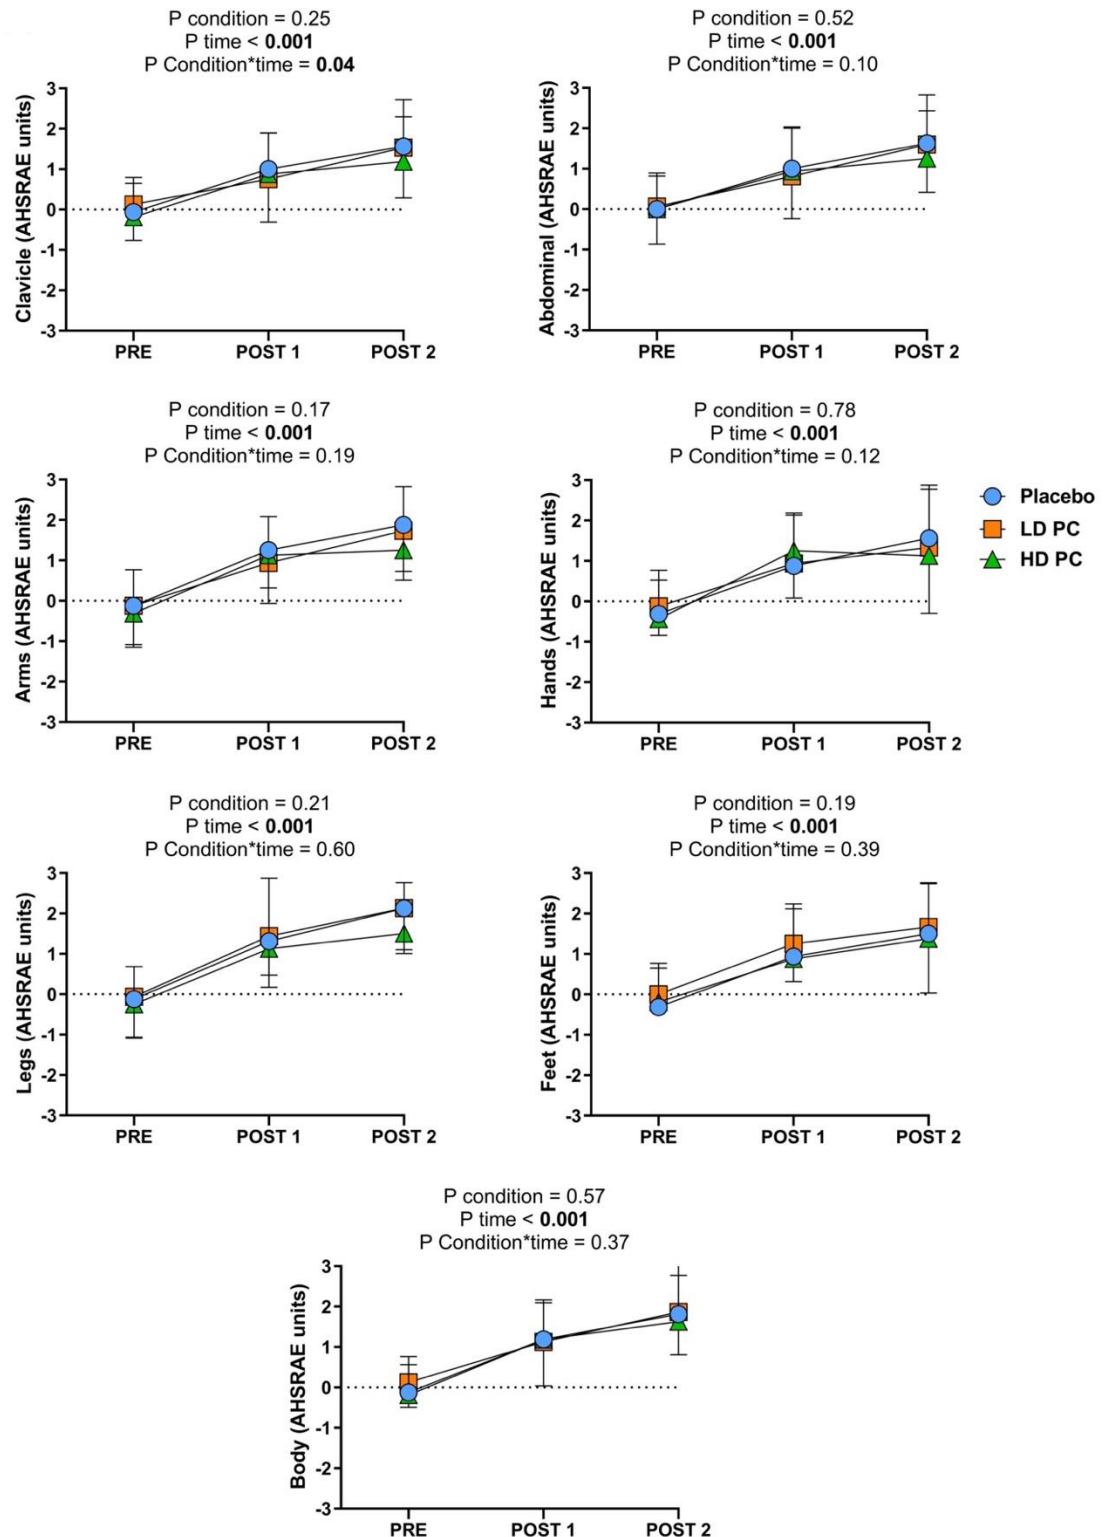 P condition = 0.25
P time < 0.001
P Condition*time = 0.04
Clavicle (AHSRAE units)
3
2
1
0
-1
-2
-3
PRE POST 1 POST 2
P condition = 0.52
P time < 0.001
P Condition*time = 0.10
Abdominal (AHSRAE units)
3
2
1
0
-1
-2
-3
PRE POST 1 POST 2
P condition = 0.17
P time < 0.001
P Condition*time = 0.19
Arms (AHSRAE units)
3
2
1
0
-1
-2
-3
PRE POST 1 POST 2
P condition = 0.78
P time < 0.001
P Condition*time = 0.12
Hands (AHSRAE units)
3
2
1
0
-1
-2
-3
PRE POST 1 POST 2
Placebo
LD PC
HD PC
P condition = 0.21
P time < 0.001
P Condition*time = 0.60
Legs (AHSRAE units)
3
2
1
0
-1
-2
-3
PRE POST 1 POST 2
P condition = 0.19
P time < 0.001
P Condition*time = 0.39
Feet (AHSRAE units)
3
2
1
0
-1
-2
-3
PRE POST 1 POST 2
P condition = 0.57
P time < 0.001
P Condition*time = 0.37
Body (AHSRAE units)
3
2
1
0
-1
-2
-3
PRE POST 1 POST 2